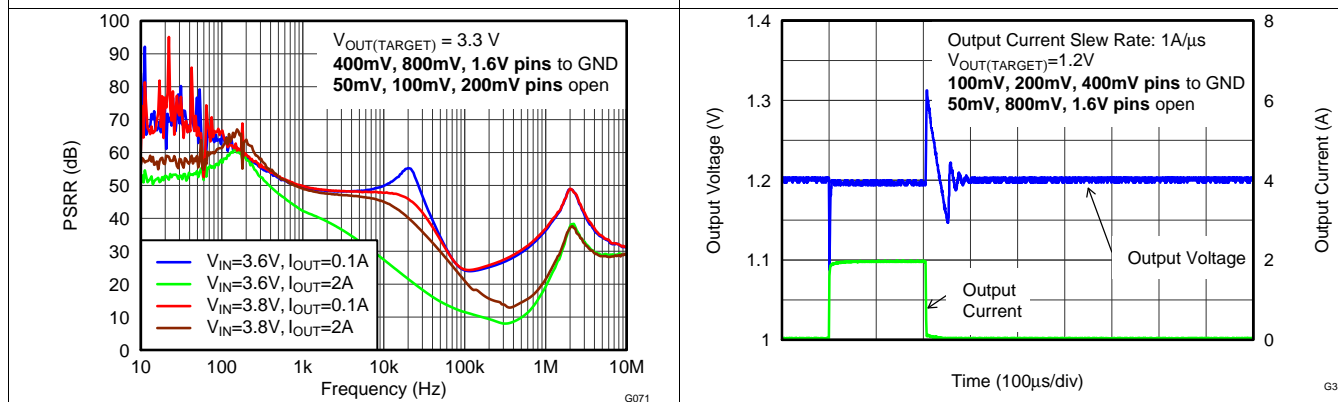 100
90
80
70
60
50
40
30
20
10
0
PSRR (dB)
V_OUT(TARGET) = 3.3 V
400mV, 800mV, 1.6V pins to GND
50mV, 100mV, 200mV pins open
V_IN=3.6V, I_OUT=0.1A
V_IN=3.6V, I_OUT=2A
V_IN=3.8V, I_OUT=0.1A
V_IN=3.8V, I_OUT=2A
10
100
1k
10k
100k
1M
10M
Frequency (Hz)
G071
1.4
1.3
1.2
1.1
1
Output Voltage (V)
Output Current Slew Rate: 1A/μs
V_OUT(TARGET)=1.2V
100mV, 200mV, 400mV pins to GND
50mV, 800mV, 1.6V pins open
Output Voltage
Output
Current
8
6
4
2
0
Output Current (A)
Time (100μs/div)
G3